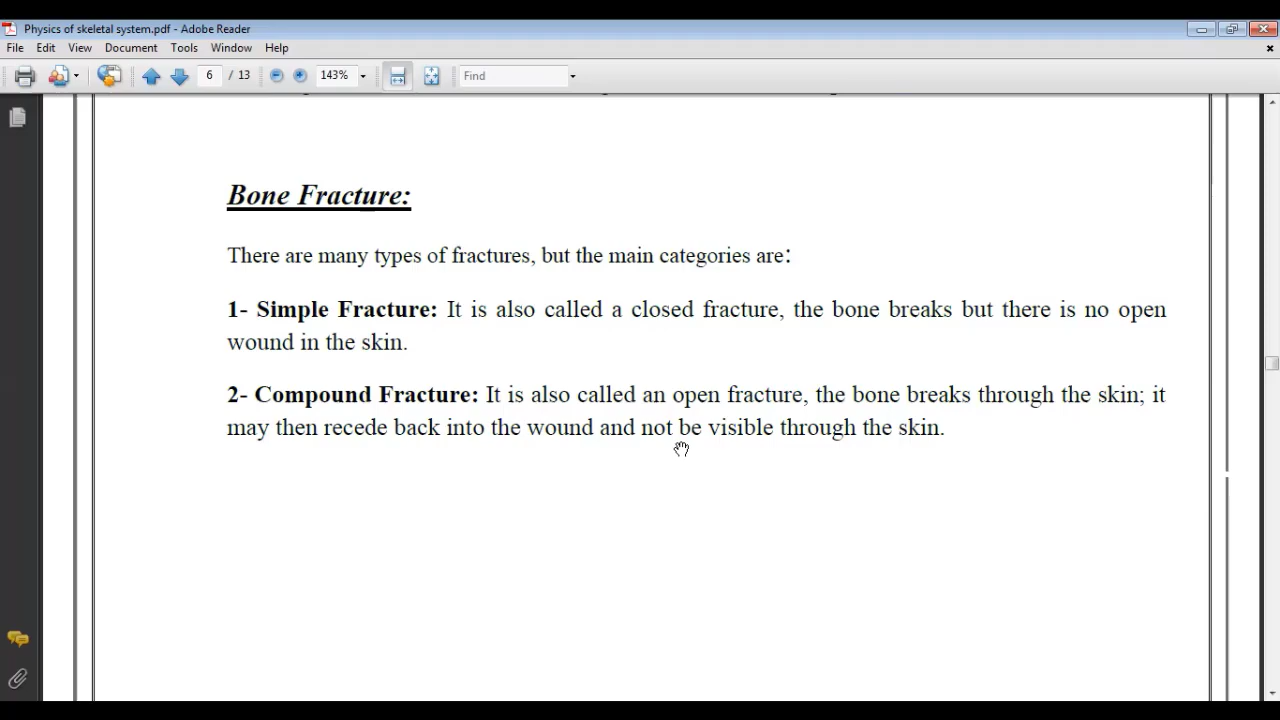 Physics of skeletal system.pdf - Adobe Reader
File Edit View Document Tools Window Help
6 / 13 143% Find
Bone Fracture:
There are many types of fractures, but the main categories are:
1- Simple Fracture: It is also called a closed fracture, the bone breaks but there is no open
wound in the skin.
2- Compound Fracture: It is also called an open fracture, the bone breaks through the skin; it
may then recede back into the wound and not be visible through the skin.